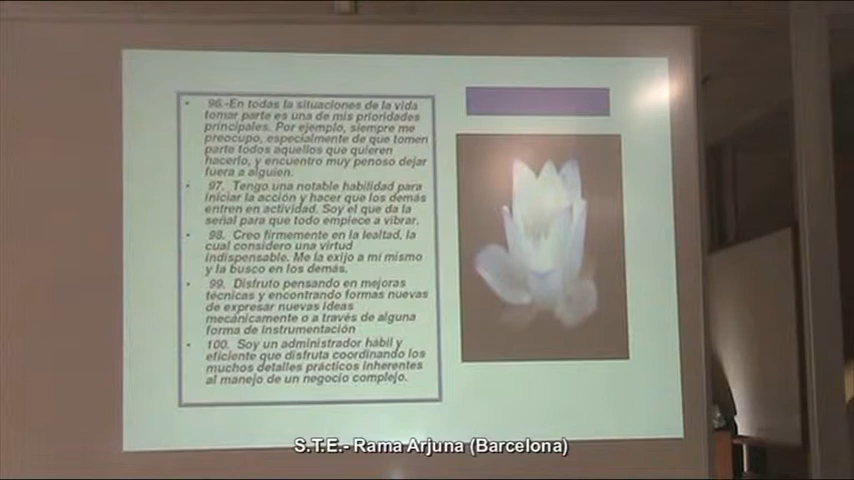 • 96.-En todas la situaciones de la vida
tomar parte es una de mis prioridades
principales. Por ejemplo, siempre me
preocupo, especialmente de que tomen
parte todos aquellos que quieren
hacerlo, y encuentro muy penoso dejar
fuera a alguien.
• 97. Tengo una notable habilidad para
iniciar la acción y hacer que los demás
entren en actividad. Soy el que da la
señal para que todo empiece a vibrar.
• 98. Creo firmemente en la lealtad, la
cual considero una virtud
indispensable. Me la exijo a mí mismo
y la busco en los demás.
• 99. Disfruto pensando en mejoras
técnicas y encontrando formas nuevas
de expresar nuevas ideas
mecánicamente o a través de alguna
forma de instrumentación
• 100. Soy un administrador hábil y
eficiente que disfruta coordinando los
muchos detalles prácticos inherentes
al manejo de un negocio complejo.
S.T.E.- Rama Arjuna (Barcelona)